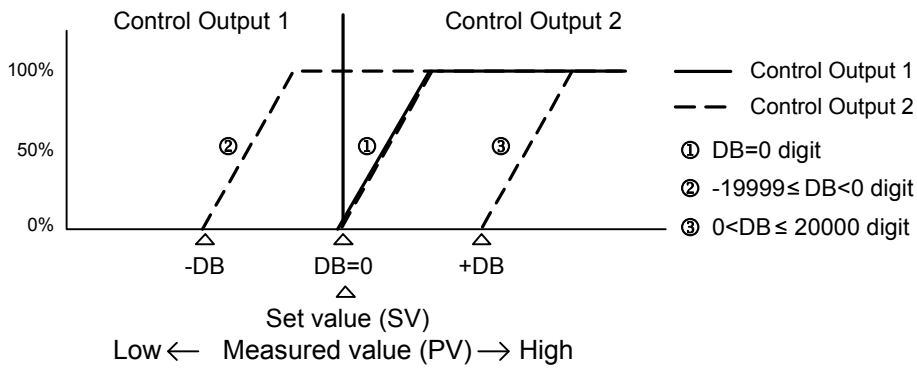 Control Output 1
Control Output 2
100%
50%
0%
②
①
③
Control Output 1
Control Output 2
① DB=0 digit
② -19999≤ DB<0 digit
③ 0<DB≤ 20000 digit
-DB
DB=0
+DB
Set value (SV)
Low ← Measured value (PV) → High